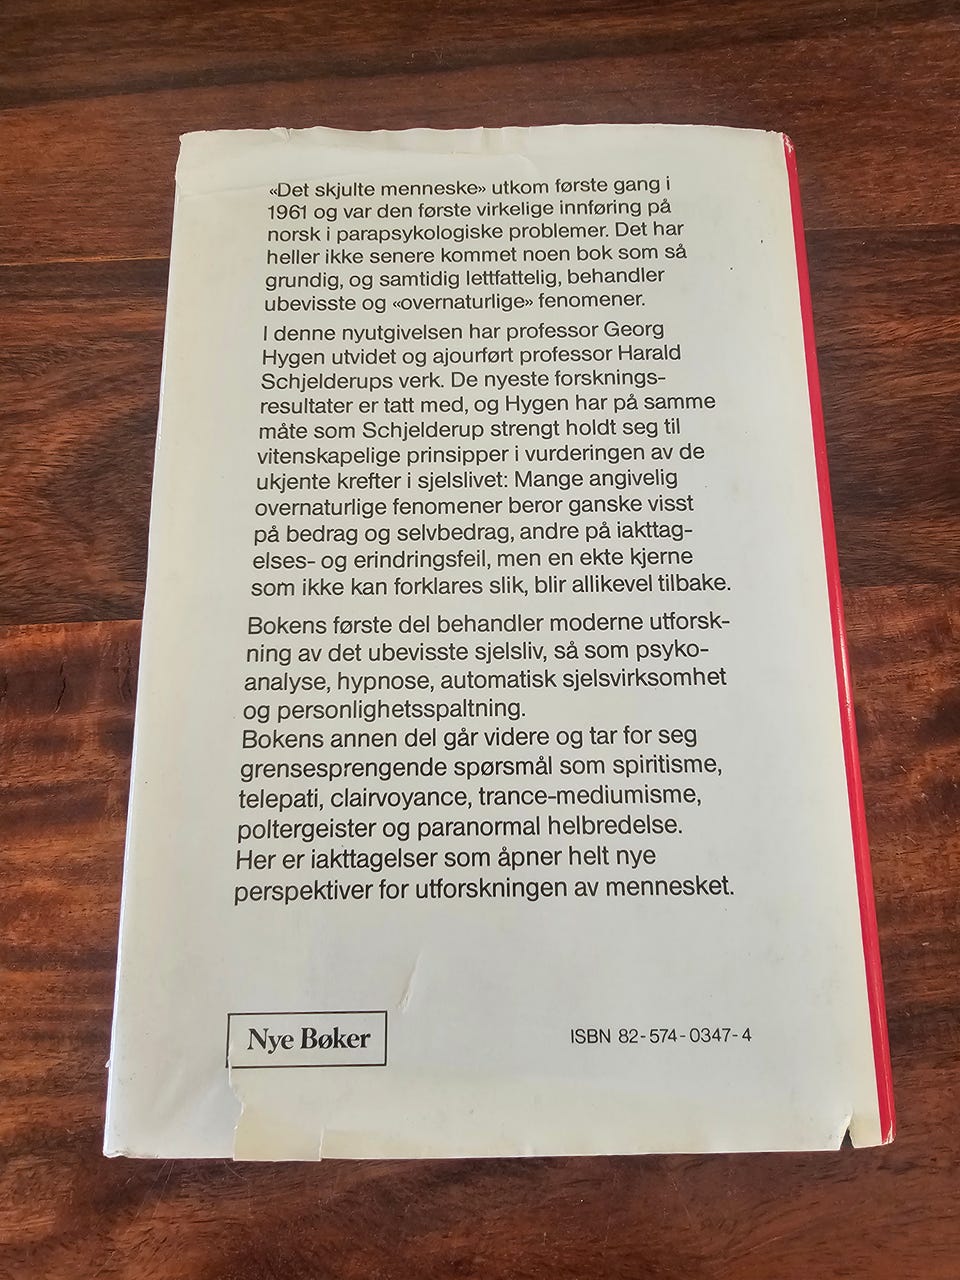 «Det skjulte menneske» utkom første gang i
1961 og var den første virkelige innføring på
norsk i parapsykologiske problemer. Det har
heller ikke senere kommet noen bok som så
grundig, og samtidig lettfattelig, behandler
ubevisste og «overnaturlige» fenomener.
I denne nyutgivelsen har professor Georg
Hygen utvidet og ajourført professor Harald
Schjelderups verk. De nyeste forsknings-
resultater er tatt med, og Hygen har på samme
måte som Schjelderup strengt holdt seg til
vitenskapelige prinsipper i vurderingen av de
ukjente krefter i sjelslivet: Mange angivelig
overnaturlige fenomener beror ganske visst
på bedrag og selvbedrag, andre på iakttag-
elses- og erindringsfeil, men en ekte kjerne
som ikke kan forklares slik, blir allikevel tilbake.
Bokens første del behandler moderne utforsk-
ning av det ubevisste sjelsliv, så som psyko-
analyse, hypnose, automatisk sjelsvirksomhet
og personlighetsspaltning.
Bokens annen del går videre og tar for seg
grensesprengende spørsmål som spiritisme,
telepati, clairvoyance, trance-mediumisme,
poltergeister og paranormal helbredelse.
Her er iakttagelser som åpner helt nye
perspektiver for utforskningen av mennesket.
Nye Bøker
ISBN 82-574-0347-4